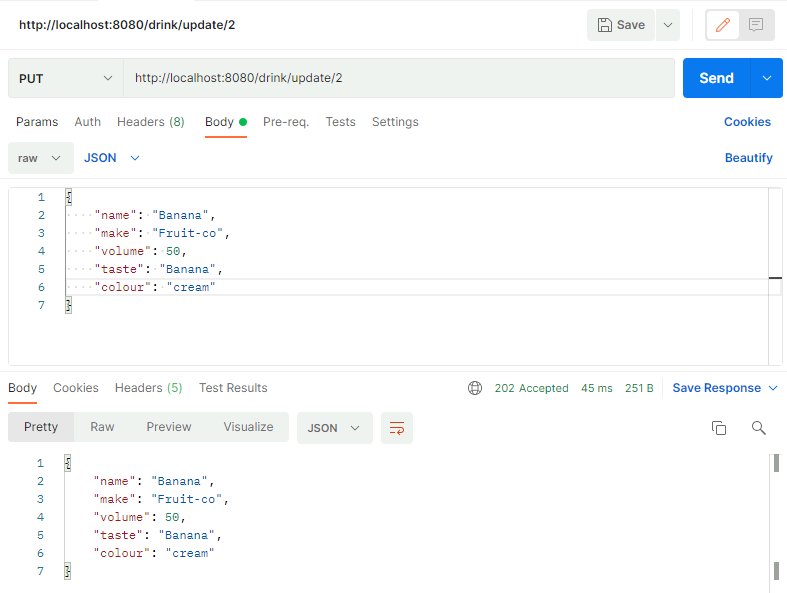 http://localhost:8080/drink/update/2 Save
PUT http://localhost:8080/drink/update/2 Send
Params Auth Headers (8) Body Pre-req. Tests Settings Cookies
raw JSON Beautify
1 {
2 "name": "Banana",
3 "make": "Fruit-co",
4 "volume": 50,
5 "taste": "Banana",
6 "colour": "cream"
7 }
Body Cookies Headers (5) Test Results 202 Accepted 45 ms 251 B Save Response
Pretty Raw Preview Visualize JSON
1 {
2 "name": "Banana",
3 "make": "Fruit-co",
4 "volume": 50,
5 "taste": "Banana",
6 "colour": "cream"
7 }